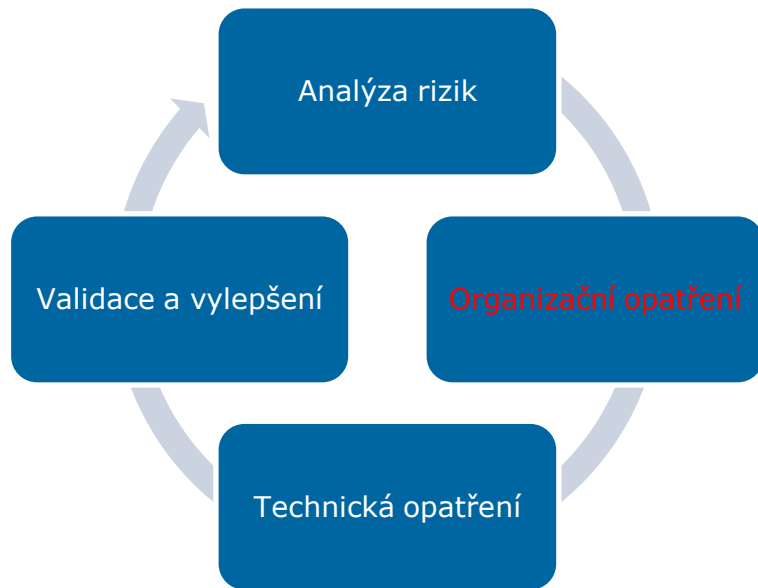 Analýza rizik
Validace a vylepšení
Organizační opatření
Technická opatření